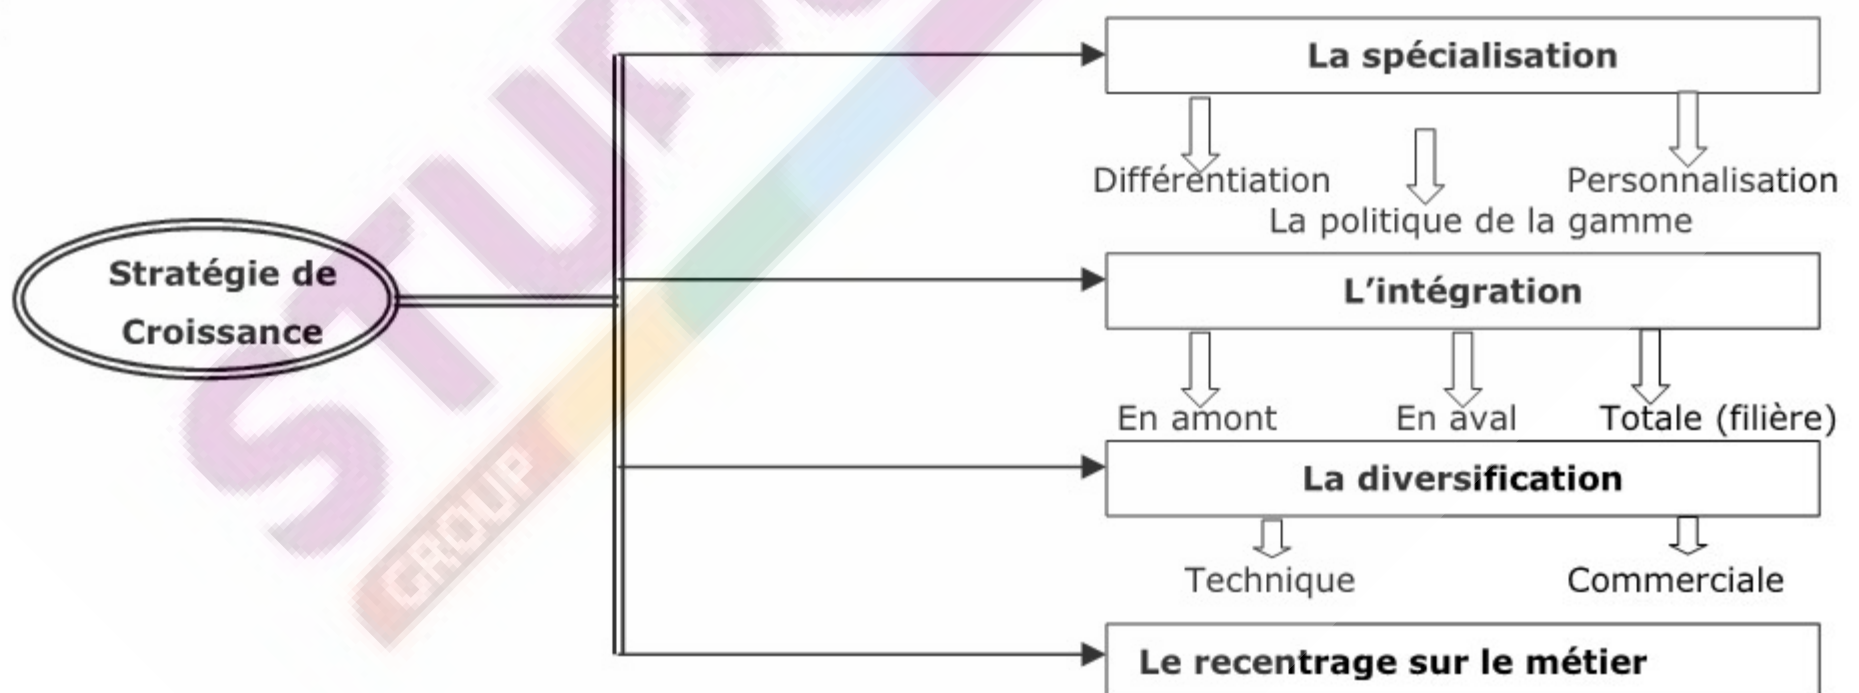 La spécialisation
Différentiation
Personnalisation
La politique de la gamme
Stratégie de
Croissance
L’intégration
En amont
En aval
Totale (filière)
La diversification
Technique
Commerciale
Le recentrage sur le métier
GROUP